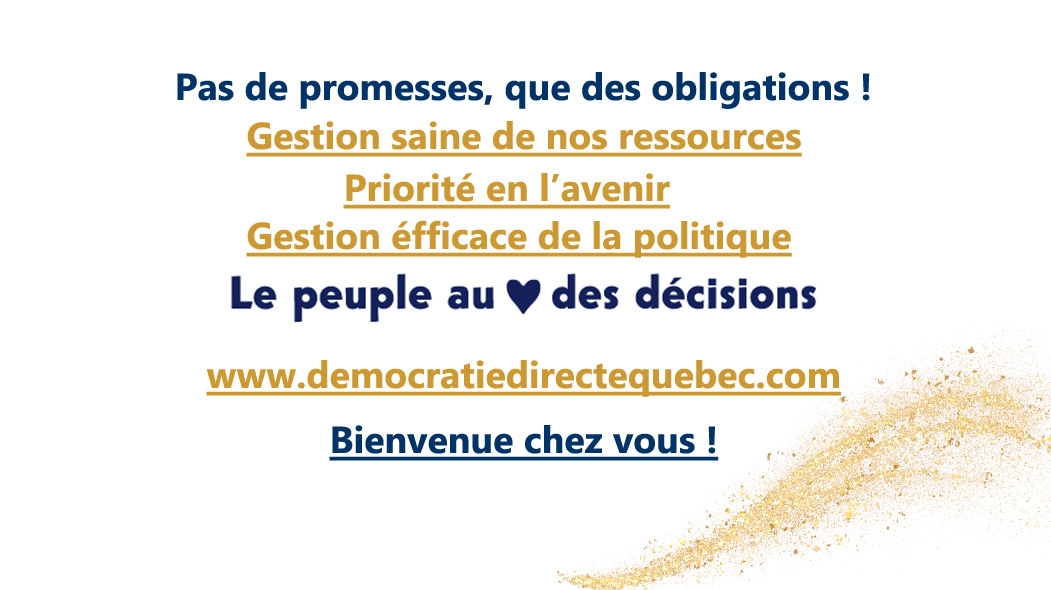 Pas de promesses, que des obligations !
Gestion saine de nos ressources
Priorité en l’avenir
Gestion éfficace de la politique
Le peuple au ♥ des décisions
www.democratiedirectequebec.com
Bienvenue chez vous !